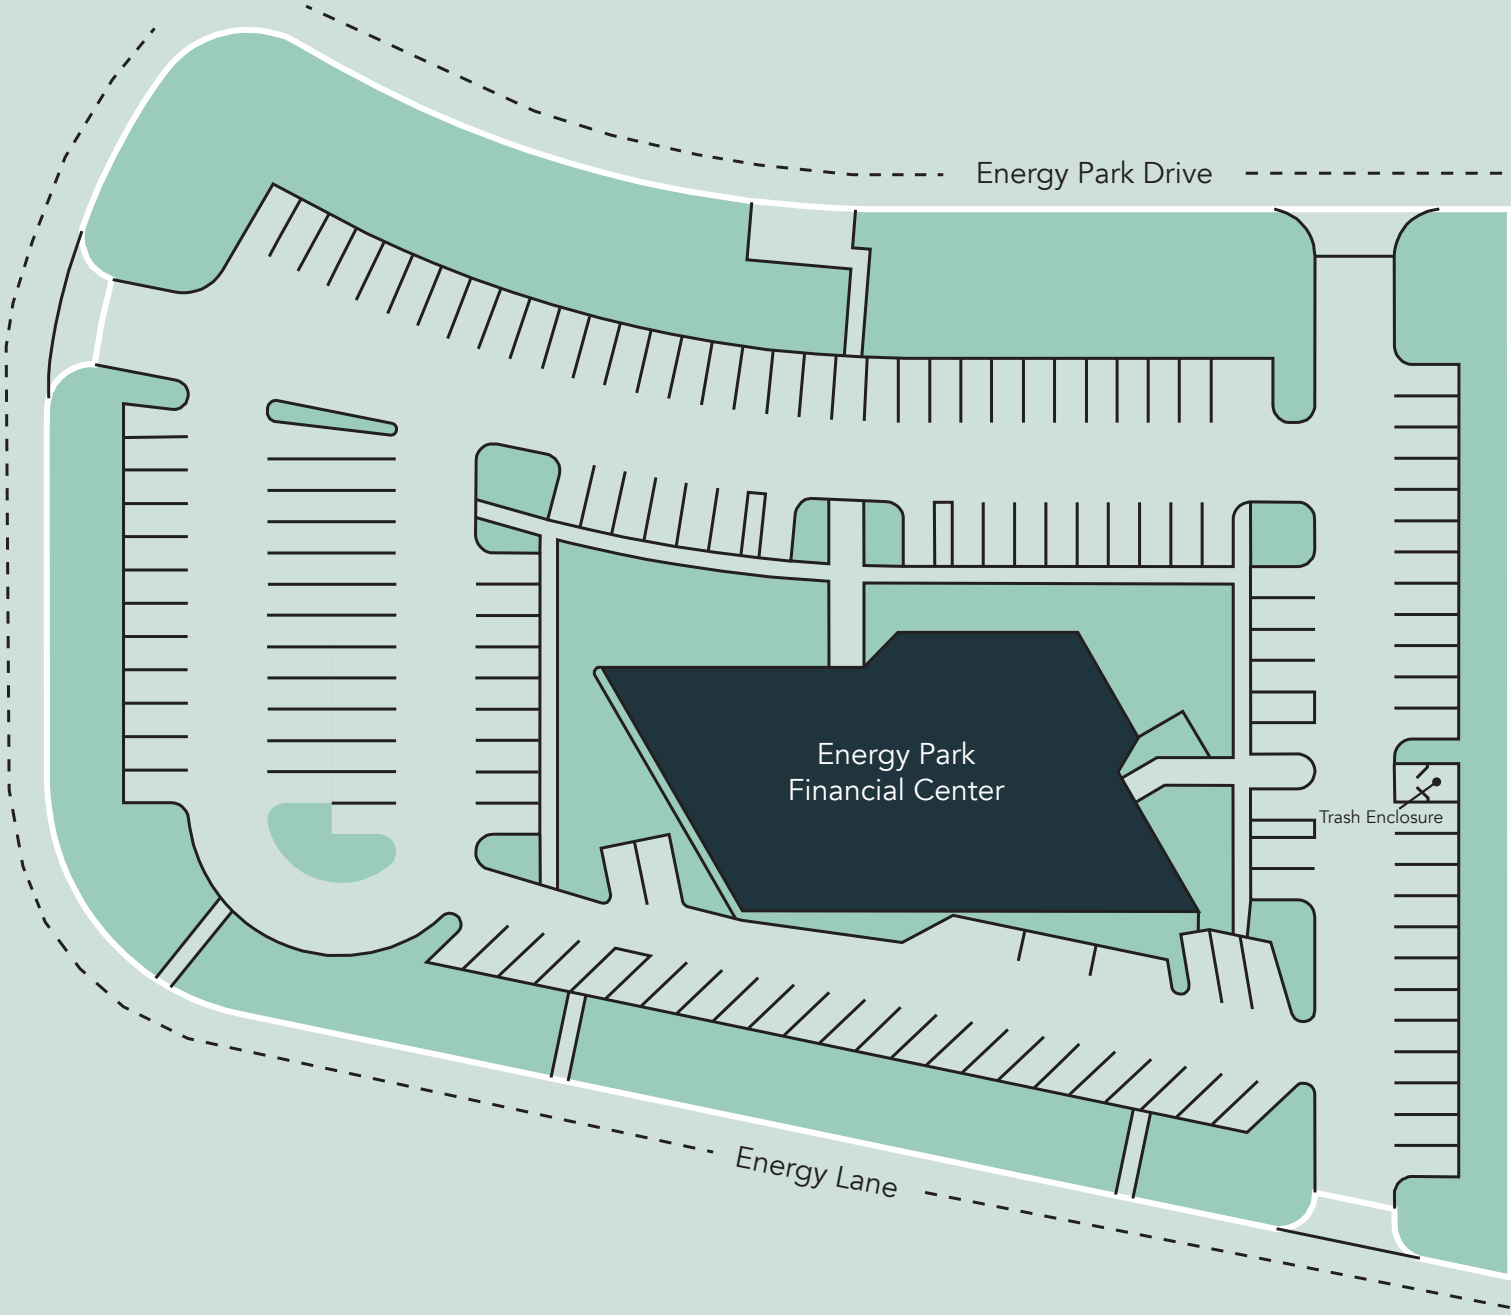 Energy Park Drive
Energy Park
Financial Center
Trash Enclosure
Energy Lane